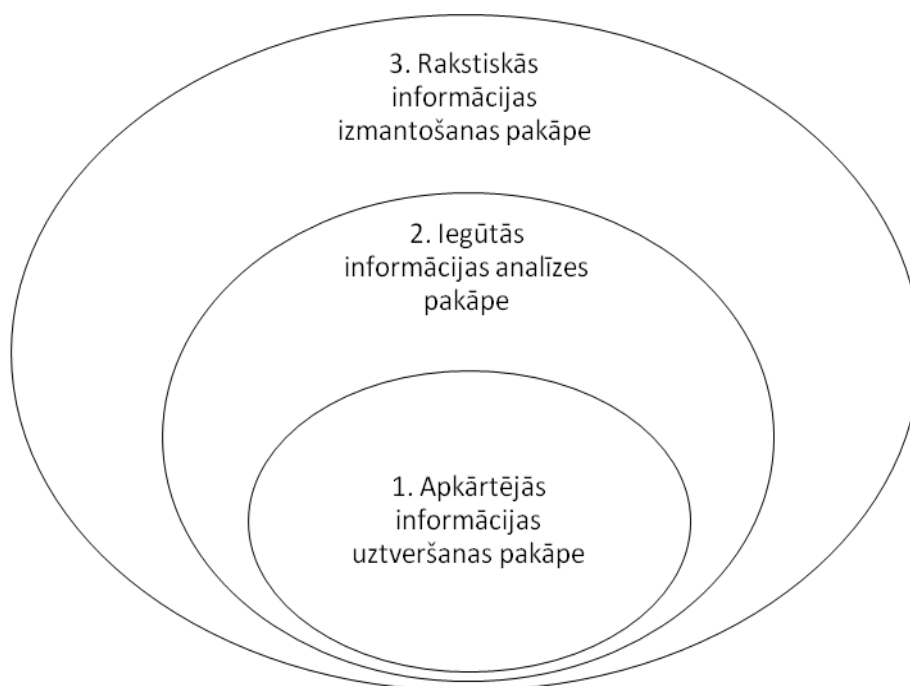 3. Rakstiskās
informācijas
izmantošanas pakāpe
2. Iegūtās
informācijas analīzes
pakāpe
1. Apkārtējās
informācijas
uztveršanas pakāpe